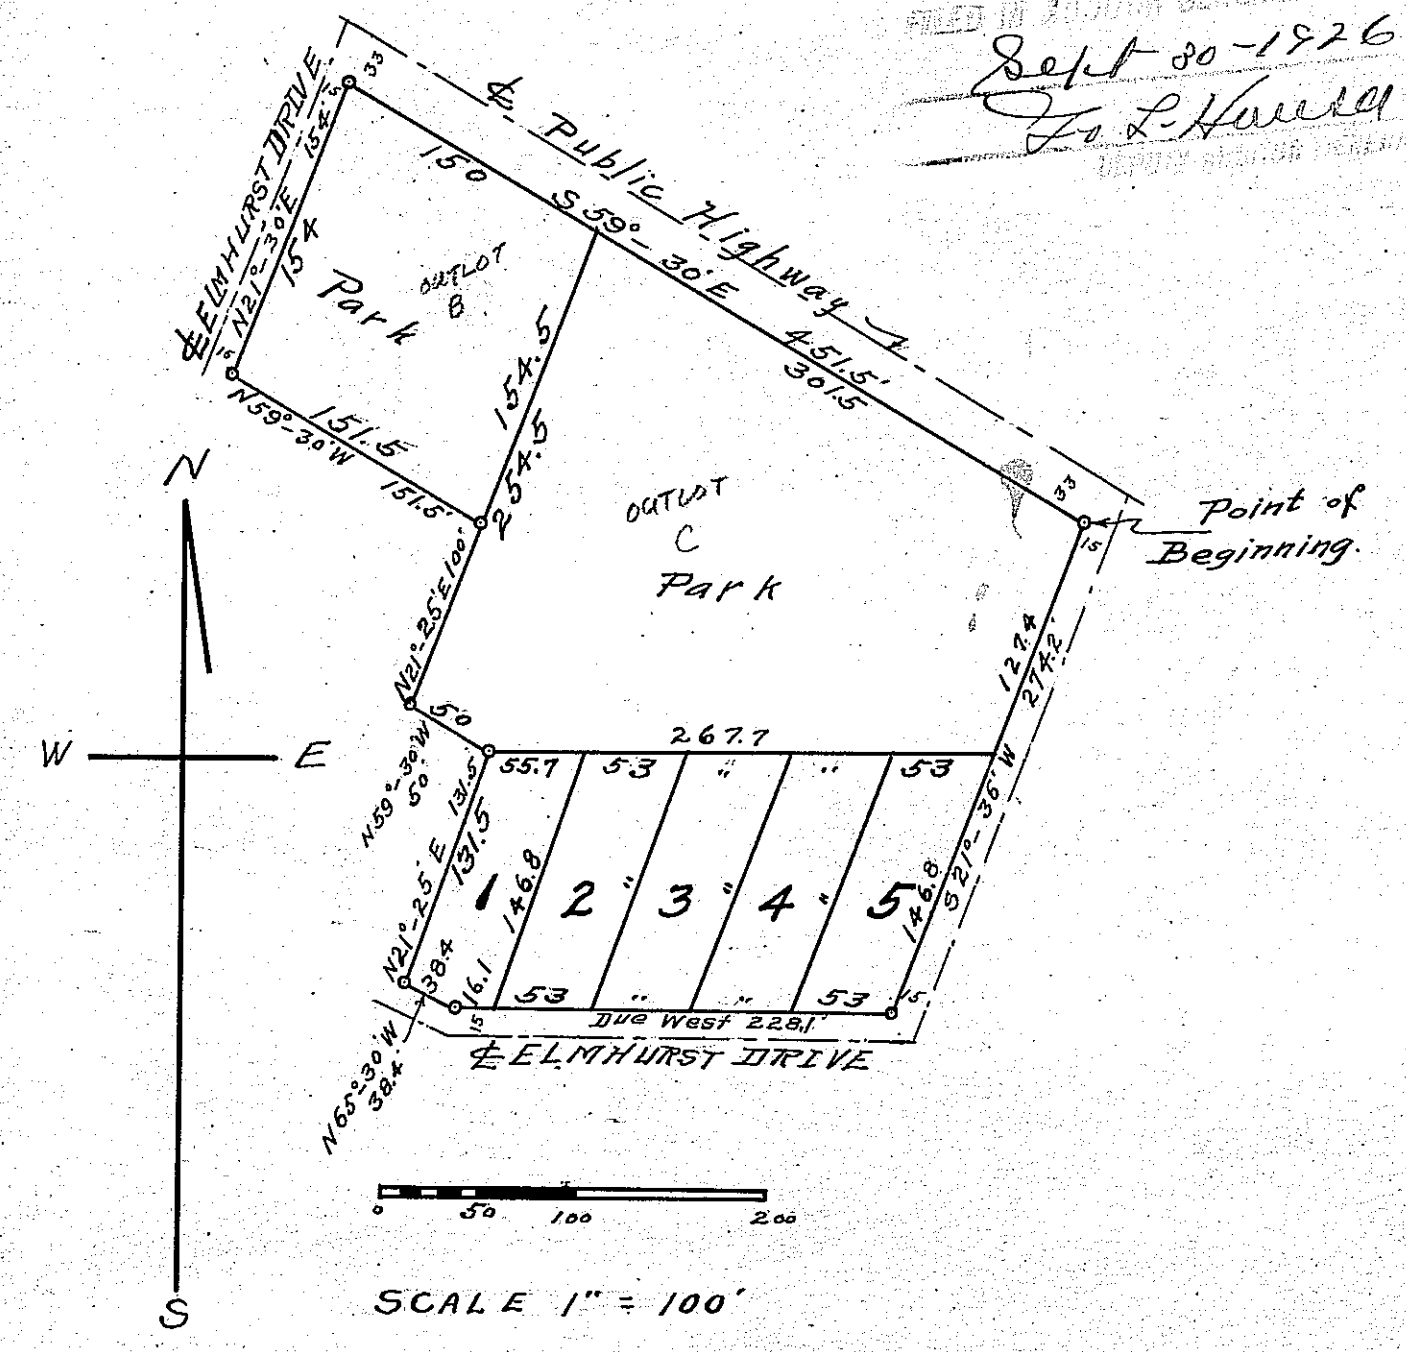 Sept 30-1926
33
℄ Public Highway
℄ ELMHURST DRIVE
N21°-30'E 154'
154
15
150
S 59°-30'E 451.5'
301.5
Park
OUTLOT
B
154.5
254.5
15
151.5
N59°-30'W 151.5'
OUTLOT
C
Park
33
15
Point of
Beginning.
N21°-25'E 100'
127.4
274.2'
S 21°-36' W
N
W E
S
50
N59°-30'W
50'
267.7
55.7 53 " " 53
131.5
N21°-25' E 131.5
1 146.8 2 " 3 " 4 " 5 146.8
38.4
16.1 53 " " 53 15
15
Due West 228.1'
℄ ELMHURST DRIVE
N65°-30'W
38.4'
0 50 100 200
SCALE 1" = 100'